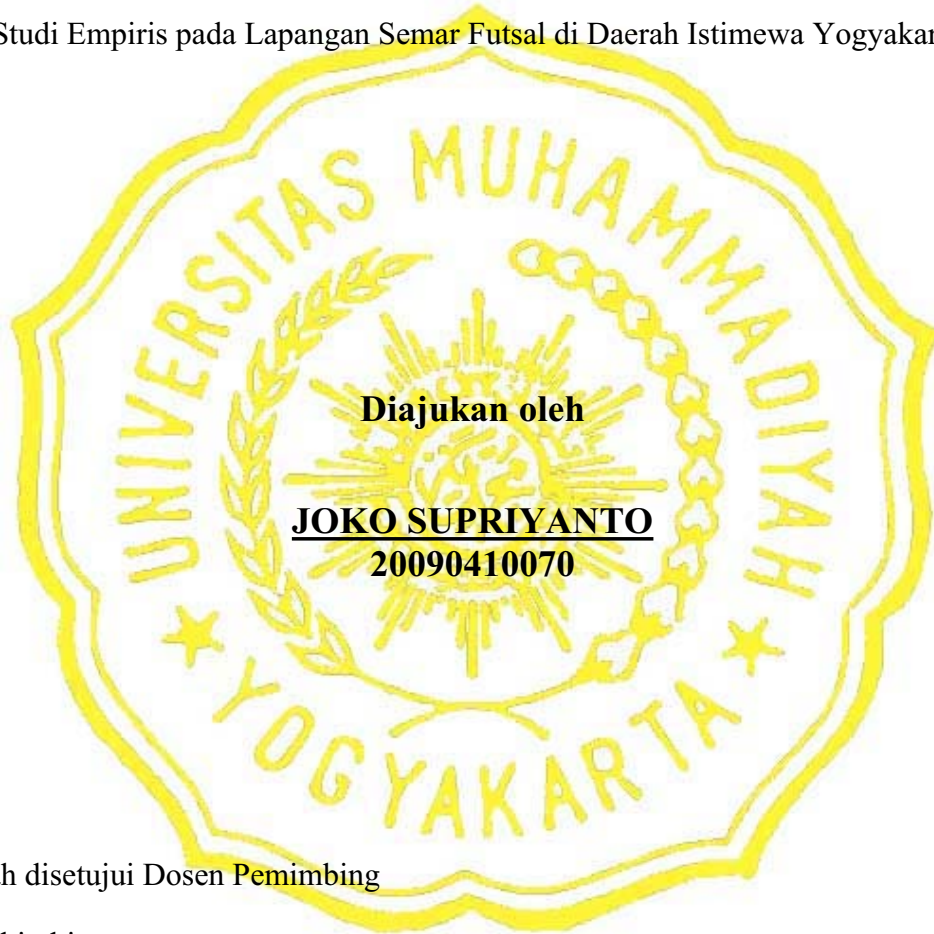 Studi Empiris pada Lapangan Semar Futsal di Daerah Istimewa Yogyakar
UNIVERSITAS MUHAMMADIYAH
Diajukan oleh
JOKO SUPRIYANTO
20090410070
★ YOGYAKARTA ★
h disetujui Dosen Pemimbing